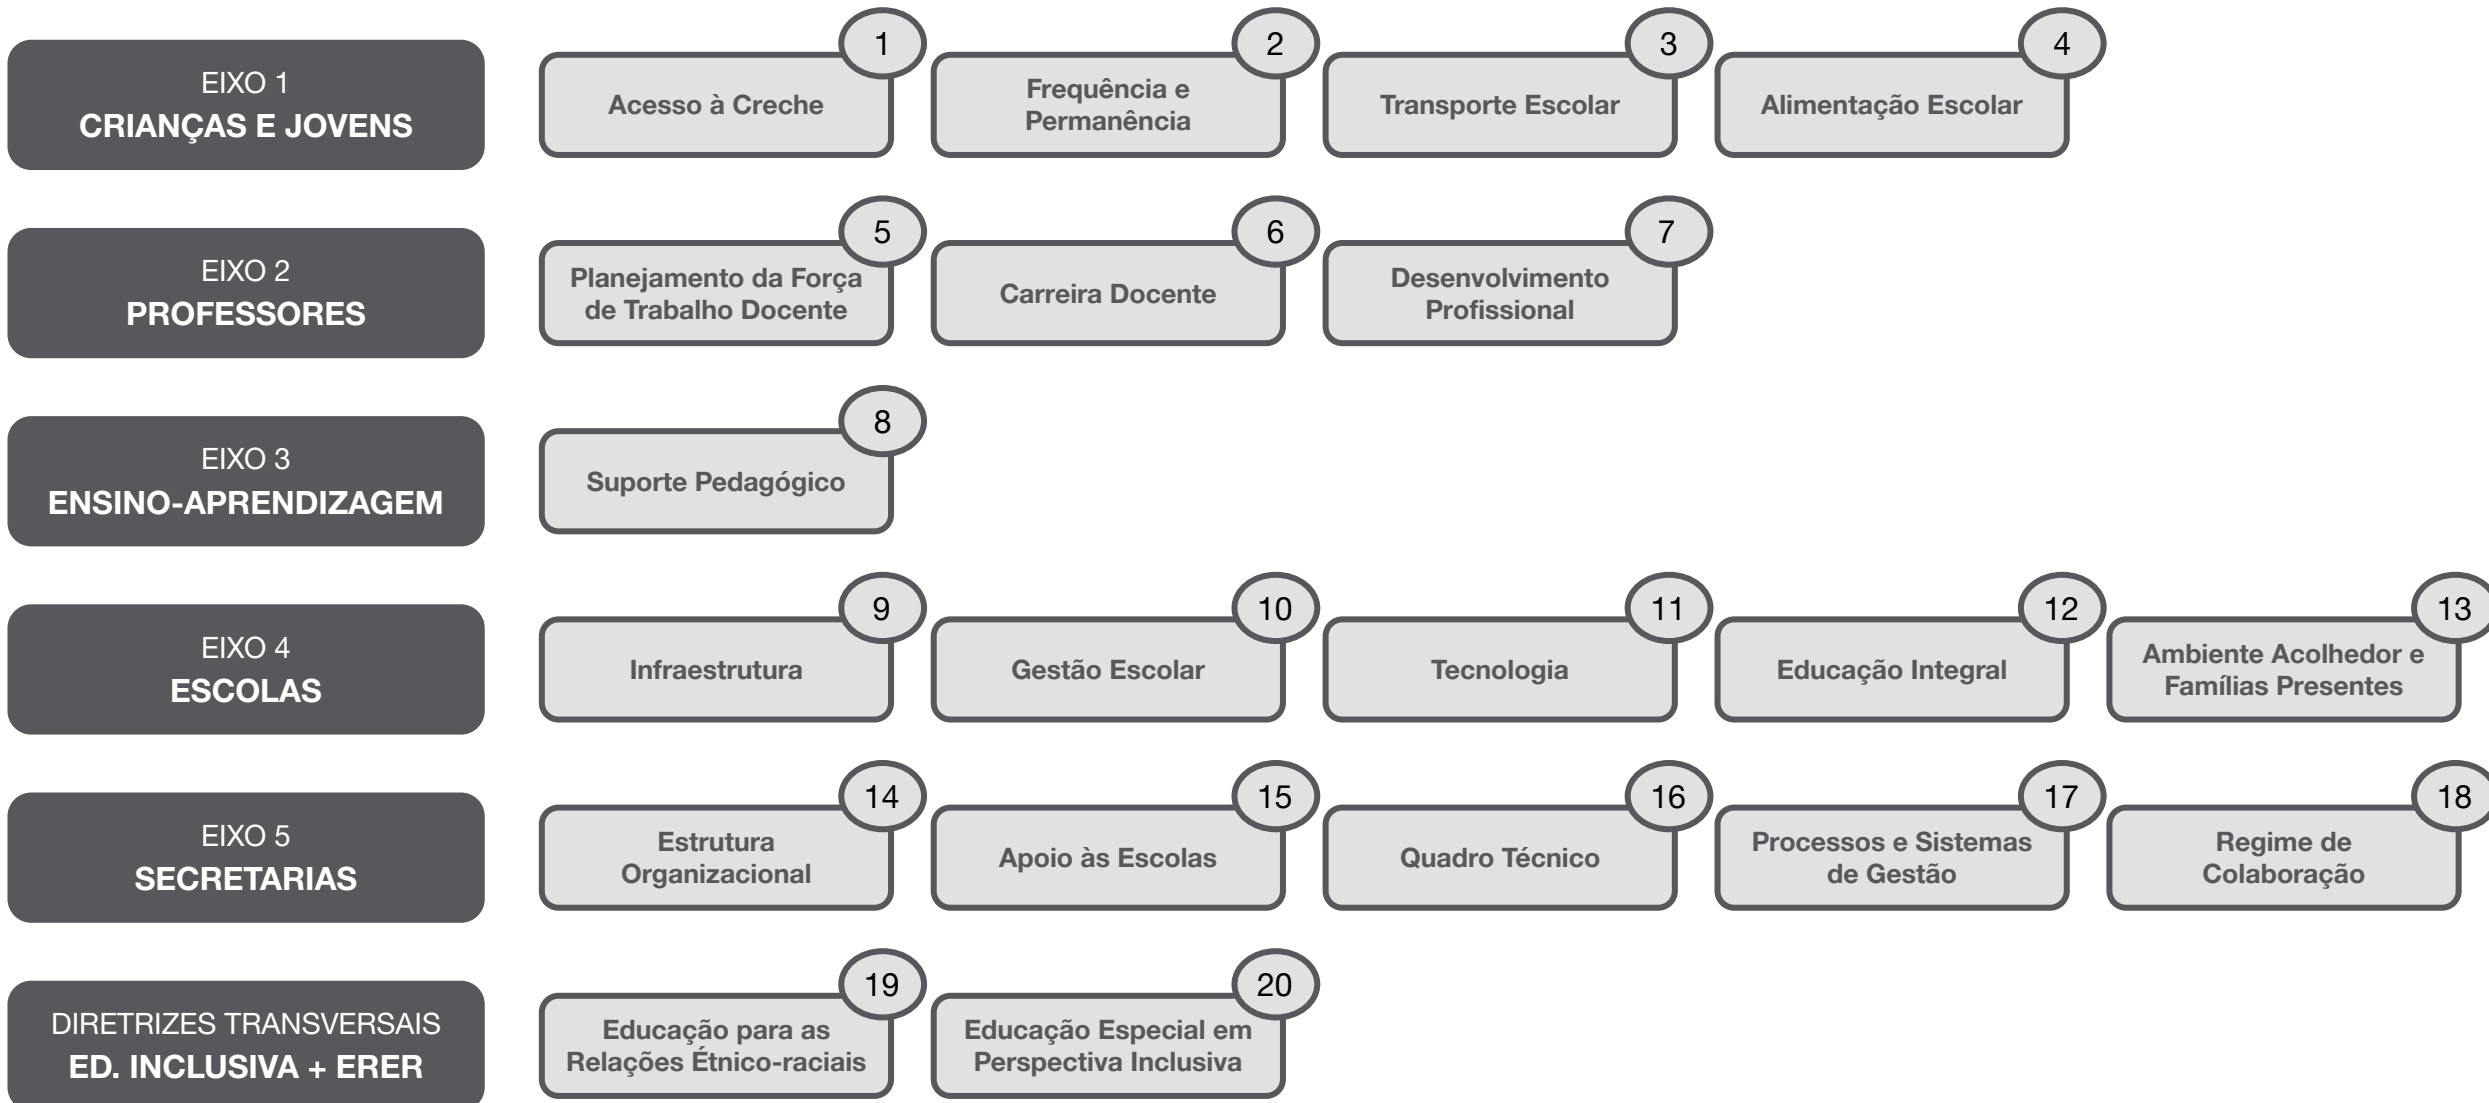 EIXO 1
CRIANÇAS E JOVENS
1
Acesso à Creche
2
Frequência e
Permanência
3
Transporte Escolar
4
Alimentação Escolar
EIXO 2
PROFESSORES
5
Planejamento da Força
de Trabalho Docente
6
Carreira Docente
7
Desenvolvimento
Profissional
EIXO 3
ENSINO-APRENDIZAGEM
8
Suporte Pedagógico
EIXO 4
ESCOLAS
9
Infraestrutura
10
Gestão Escolar
11
Tecnologia
12
Educação Integral
13
Ambiente Acolhedor e
Famílias Presentes
EIXO 5
SECRETARIAS
14
Estrutura
Organizacional
15
Apoio às Escolas
16
Quadro Técnico
17
Processos e Sistemas
de Gestão
18
Regime de
Colaboração
DIRETRIZES TRANSVERSAIS
ED. INCLUSIVA + ERER
19
Educação para as
Relações Étnico-raciais
20
Educação Especial em
Perspectiva Inclusiva